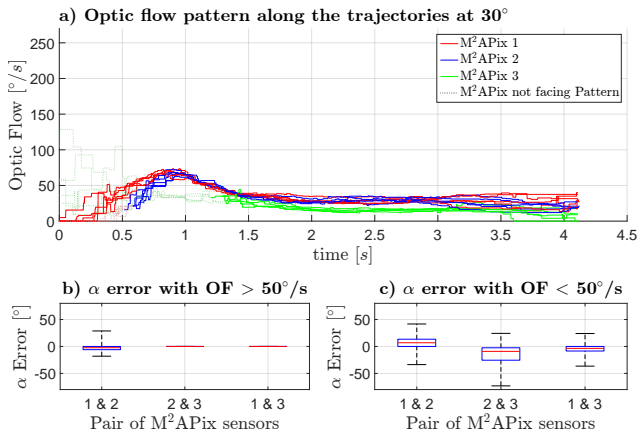 a) Optic flow pattern along the trajectories at 30°
250
200
150
100
50
0
Optic Flow [°/s]
M²APix 1
M²APix 2
M²APix 3
M²APix not facing Pattern
0 0.5 1 1.5 2 2.5 3 3.5 4 4.5
time [s]
b) α error with OF > 50°/s
50
0
-50
α Error [°]
1 & 2 2 & 3 1 & 3
Pair of M²APix sensors
c) α error with OF < 50°/s
50
0
-50
α Error [°]
1 & 2 2 & 3 1 & 3
Pair of M²APix sensors